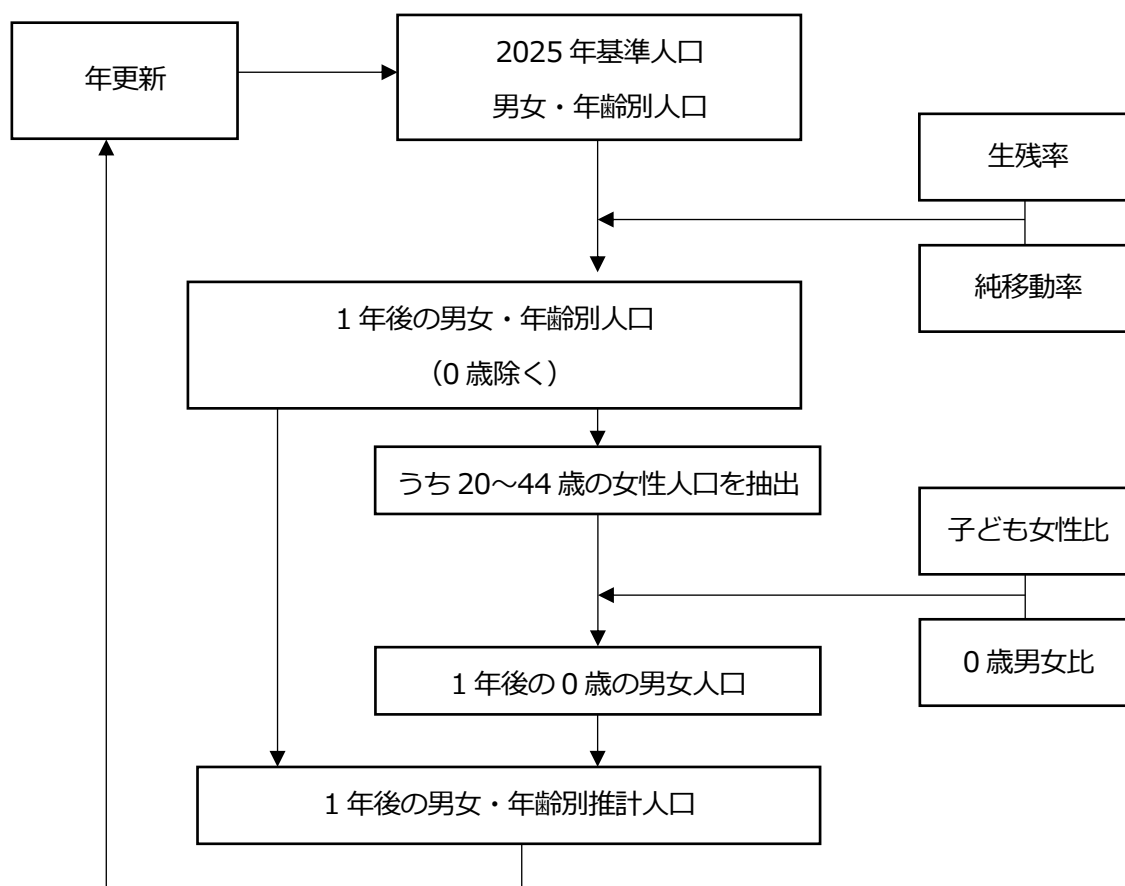 年更新
2025 年基準人口
男女・年齢別人口
生残率
純移動率
1 年後の男女・年齢別人口
（0 歳除く）
うち 20～44 歳の女性人口を抽出
子ども女性比
0 歳男女比
1 年後の 0 歳の男女人口
1 年後の男女・年齢別推計人口